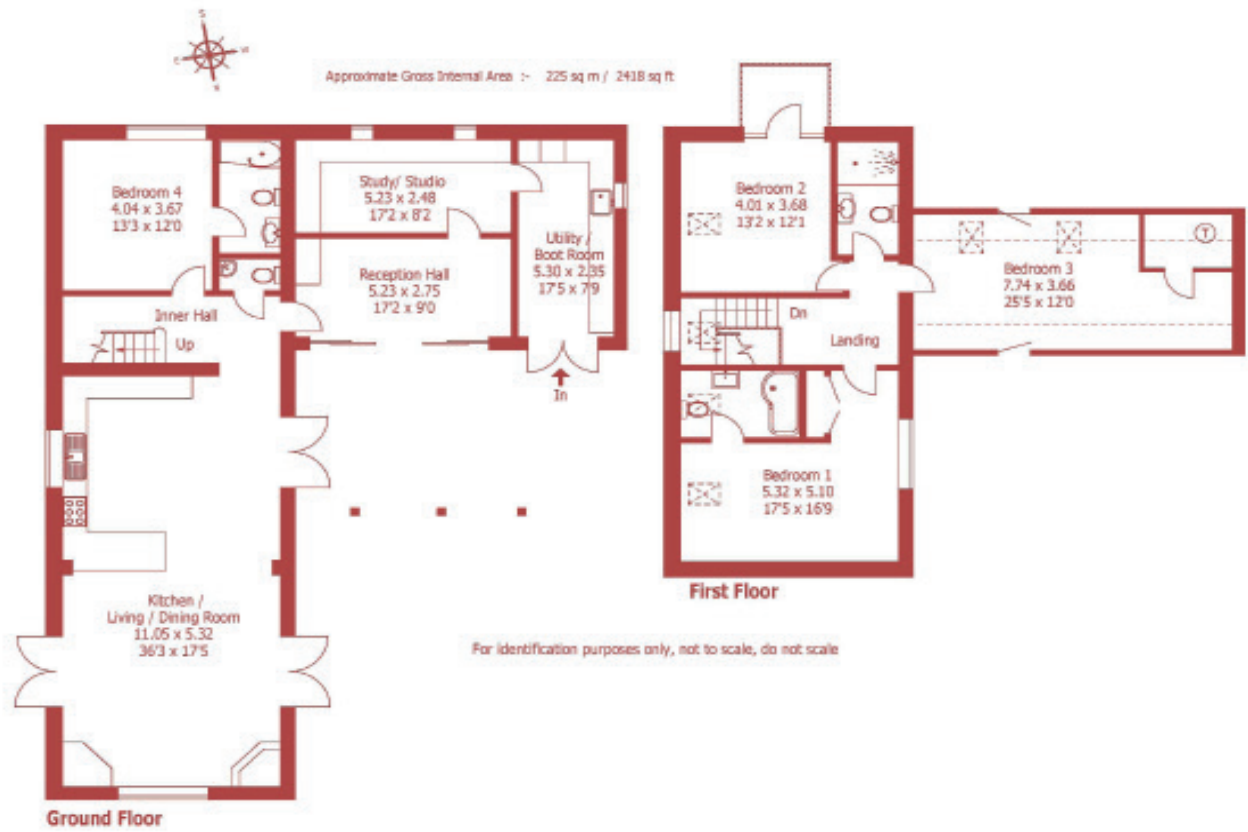 Approximate Gross Internal Area :- 225 sq m / 2418 sq ft
Bedroom 4
4.04 x 3.67
13'3 x 12'0
Study/ Studio
5.23 x 2.48
17'2 x 8'2
Utility /
Boot Room
5.30 x 2.35
17'5 x 7'9
Reception Hall
5.23 x 2.75
17'2 x 9'0
Inner Hall
Up
In
Kitchen /
Living / Dining Room
11.05 x 5.32
36'3 x 17'5
Ground Floor
Bedroom 2
4.01 x 3.68
13'2 x 12'1
Bedroom 3
7.74 x 3.66
25'5 x 12'0
T
Dn
Landing
Bedroom 1
5.32 x 5.10
17'5 x 16'9
First Floor
For identification purposes only, not to scale, do not scale